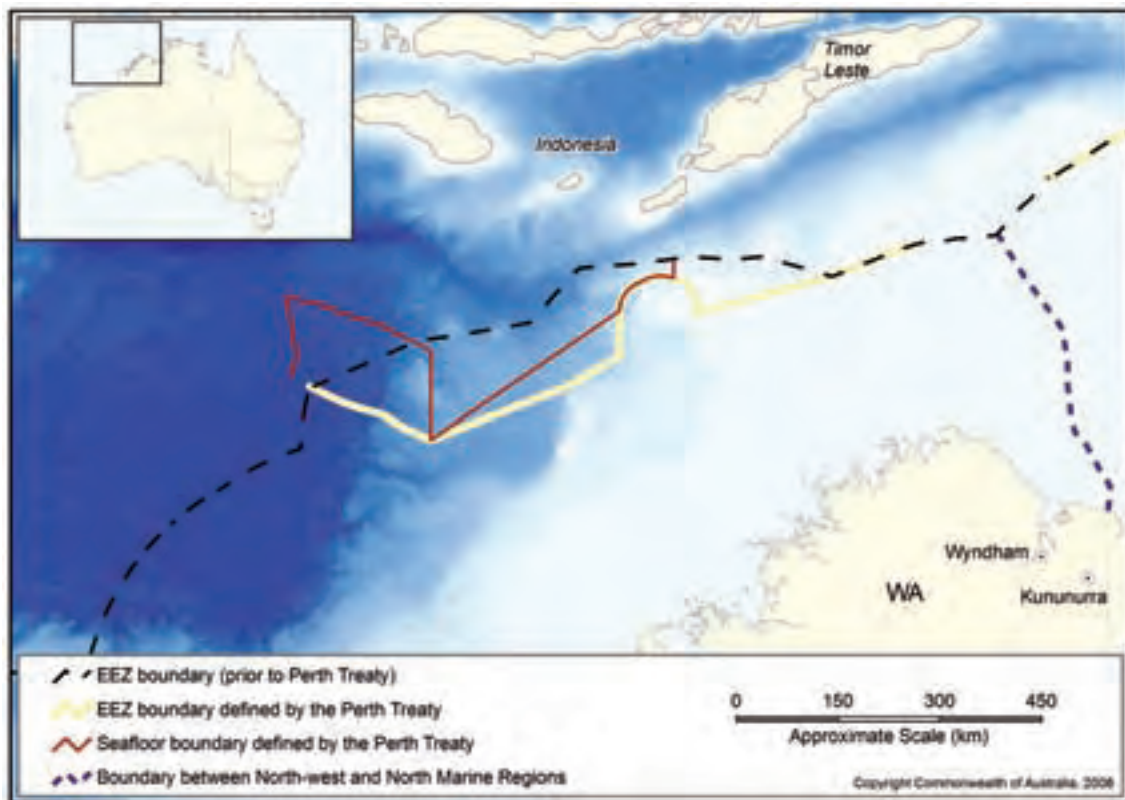 Timor
Leste
Indonesia
Wyndham
WA
Kununurra
EEZ boundary (prior to Perth Treaty)
EEZ boundary defined by the Perth Treaty
Seafloor boundary defined by the Perth Treaty
Boundary between North-west and North Marine Regions
0 150 300 450
Approximate Scale (km)
Copyright Commonwealth of Australia, 2008